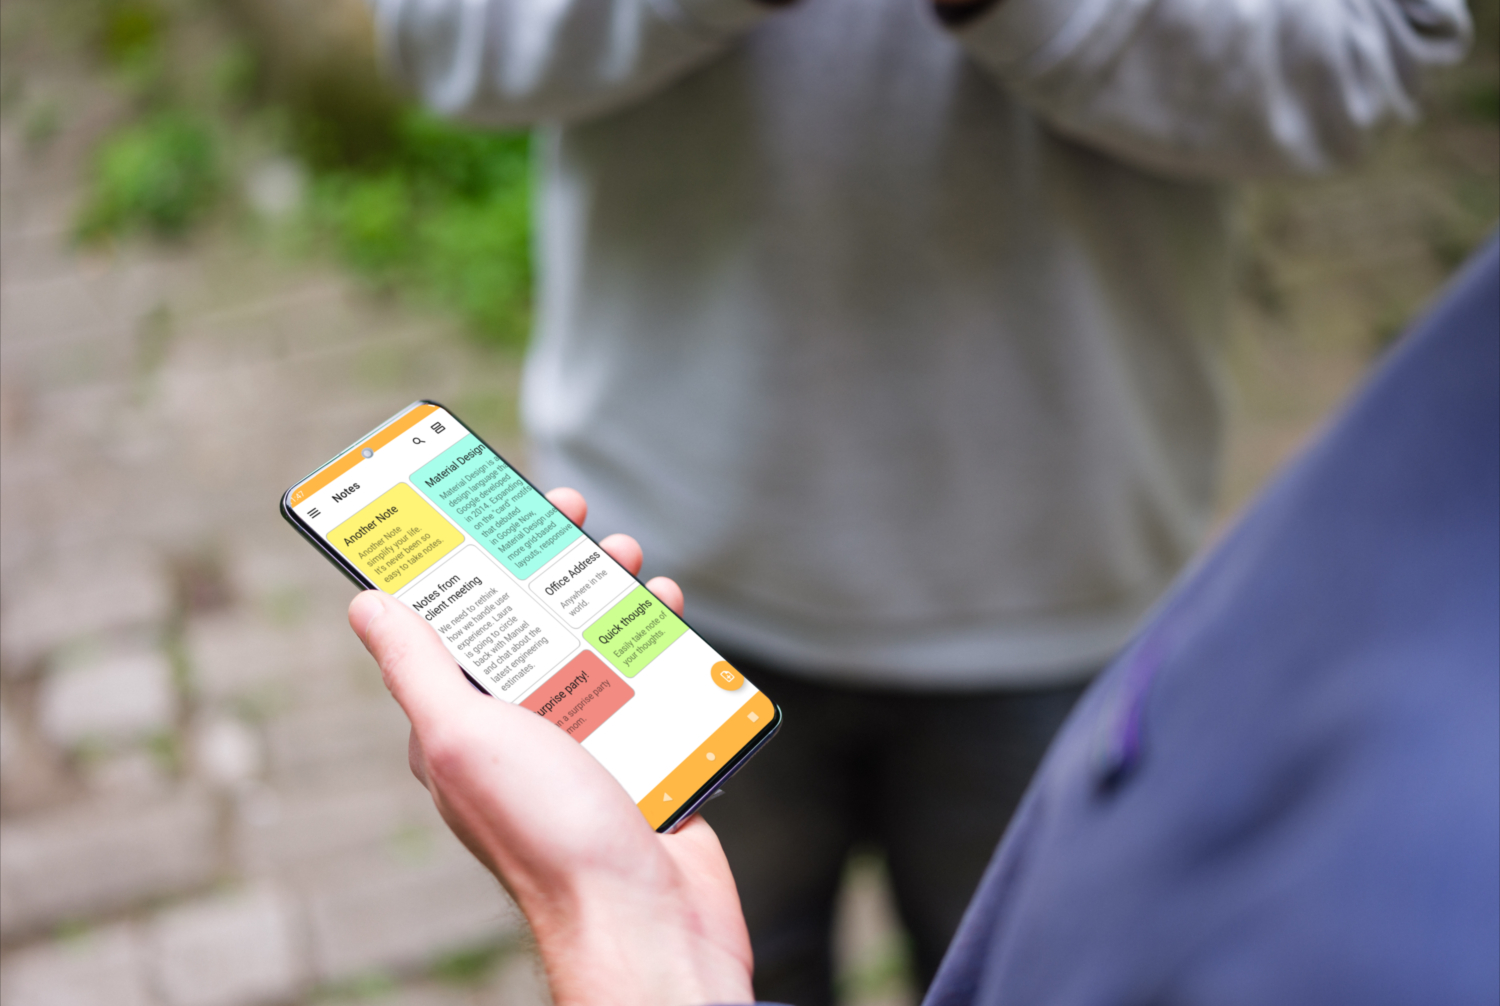 Notes
Another Note
Another Note
simplify your life.
It's never been so
easy to take notes.
Notes from
client meeting
We need to rethink
how we handle user
experience. Laura
is going to circle
back with Manuel
and chat about the
latest engineering
estimates.
urprise party!
n a surprise party
mom.
Material Design
Material Design is a
design language
Google developed
in 2014. Expanding
on the "card" motifs
that debuted
in Google Now,
Material Design
more grid-based
layouts, responsive
Office Address
Anywhere in the
world.
Quick thoughs
Easily take note of
your thoughts.